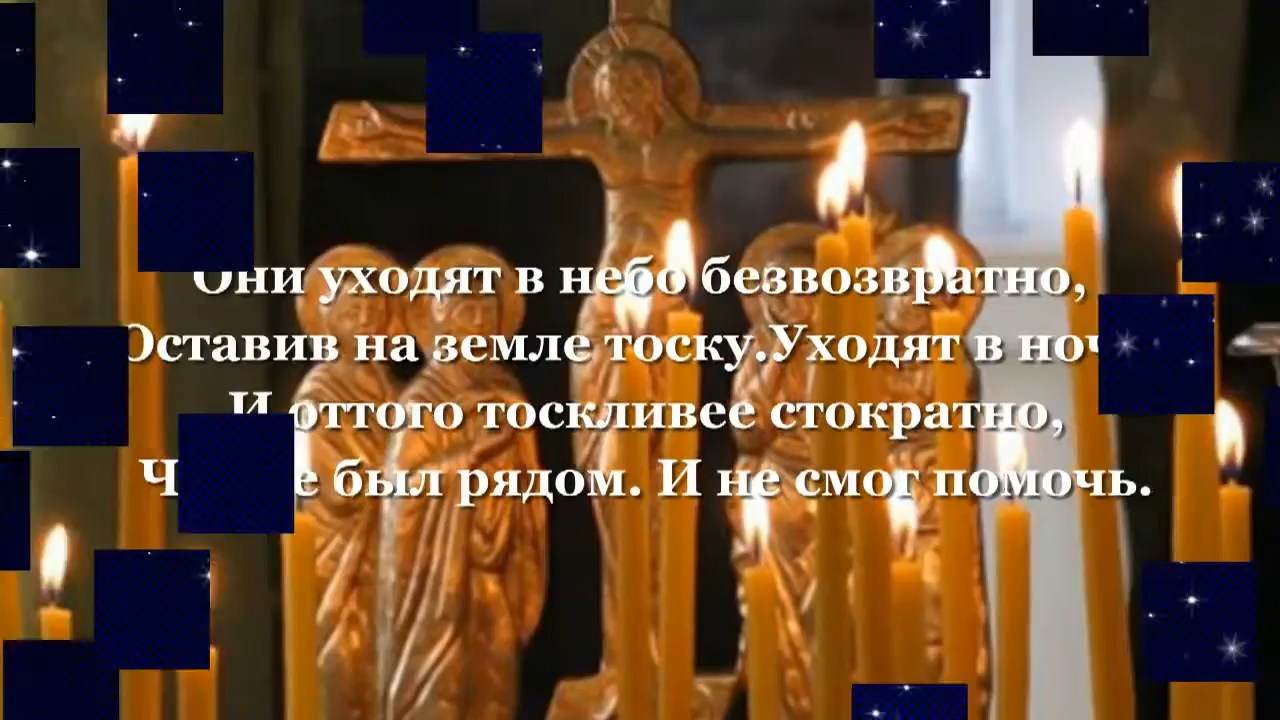 Они уходят в небо безвозвратно,
Оставив на земле тоску.Уходят в
И оттого тоскливее стократно,
был рядом. И не смог помочь.